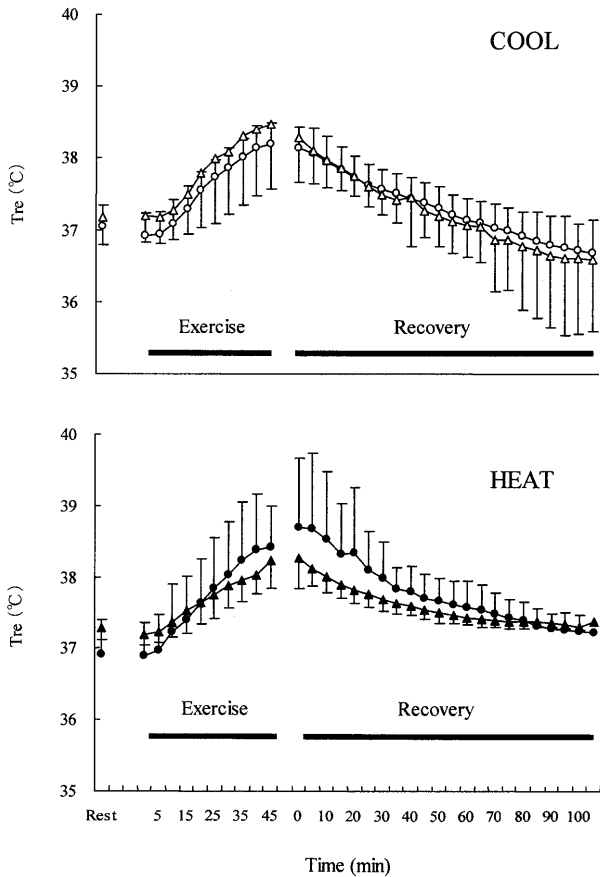 COOL
40
39
38
37
36
35
Tre (℃)
Exercise
Recovery
HEAT
40
39
38
37
36
35
Tre (℃)
Exercise
Recovery
Rest 5 15 25 35 45 0 10 20 30 40 50 60 70 80 90 100
Time (min)